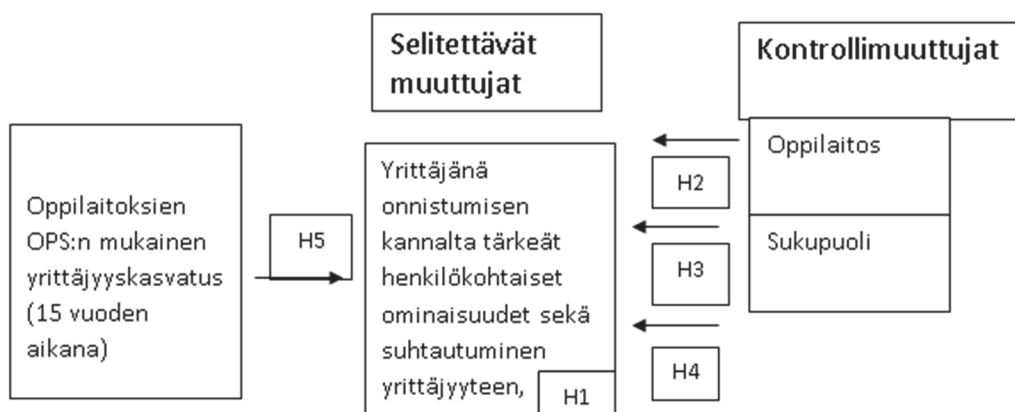 Selitettävät
muuttujat
Kontrollimuuttujat
Oppilaitoksien
OPS:n mukainen
yrittäjyyskasvatus
(15 vuoden
aikana)
H5
Yrittäjänä
onnistumisen
kannalta tärkeät
henkilökohtaiset
ominaisuudet sekä
suhtautuminen
yrittäjyyteen,
H1
H2
H3
H4
Oppilaitos
Sukupuoli